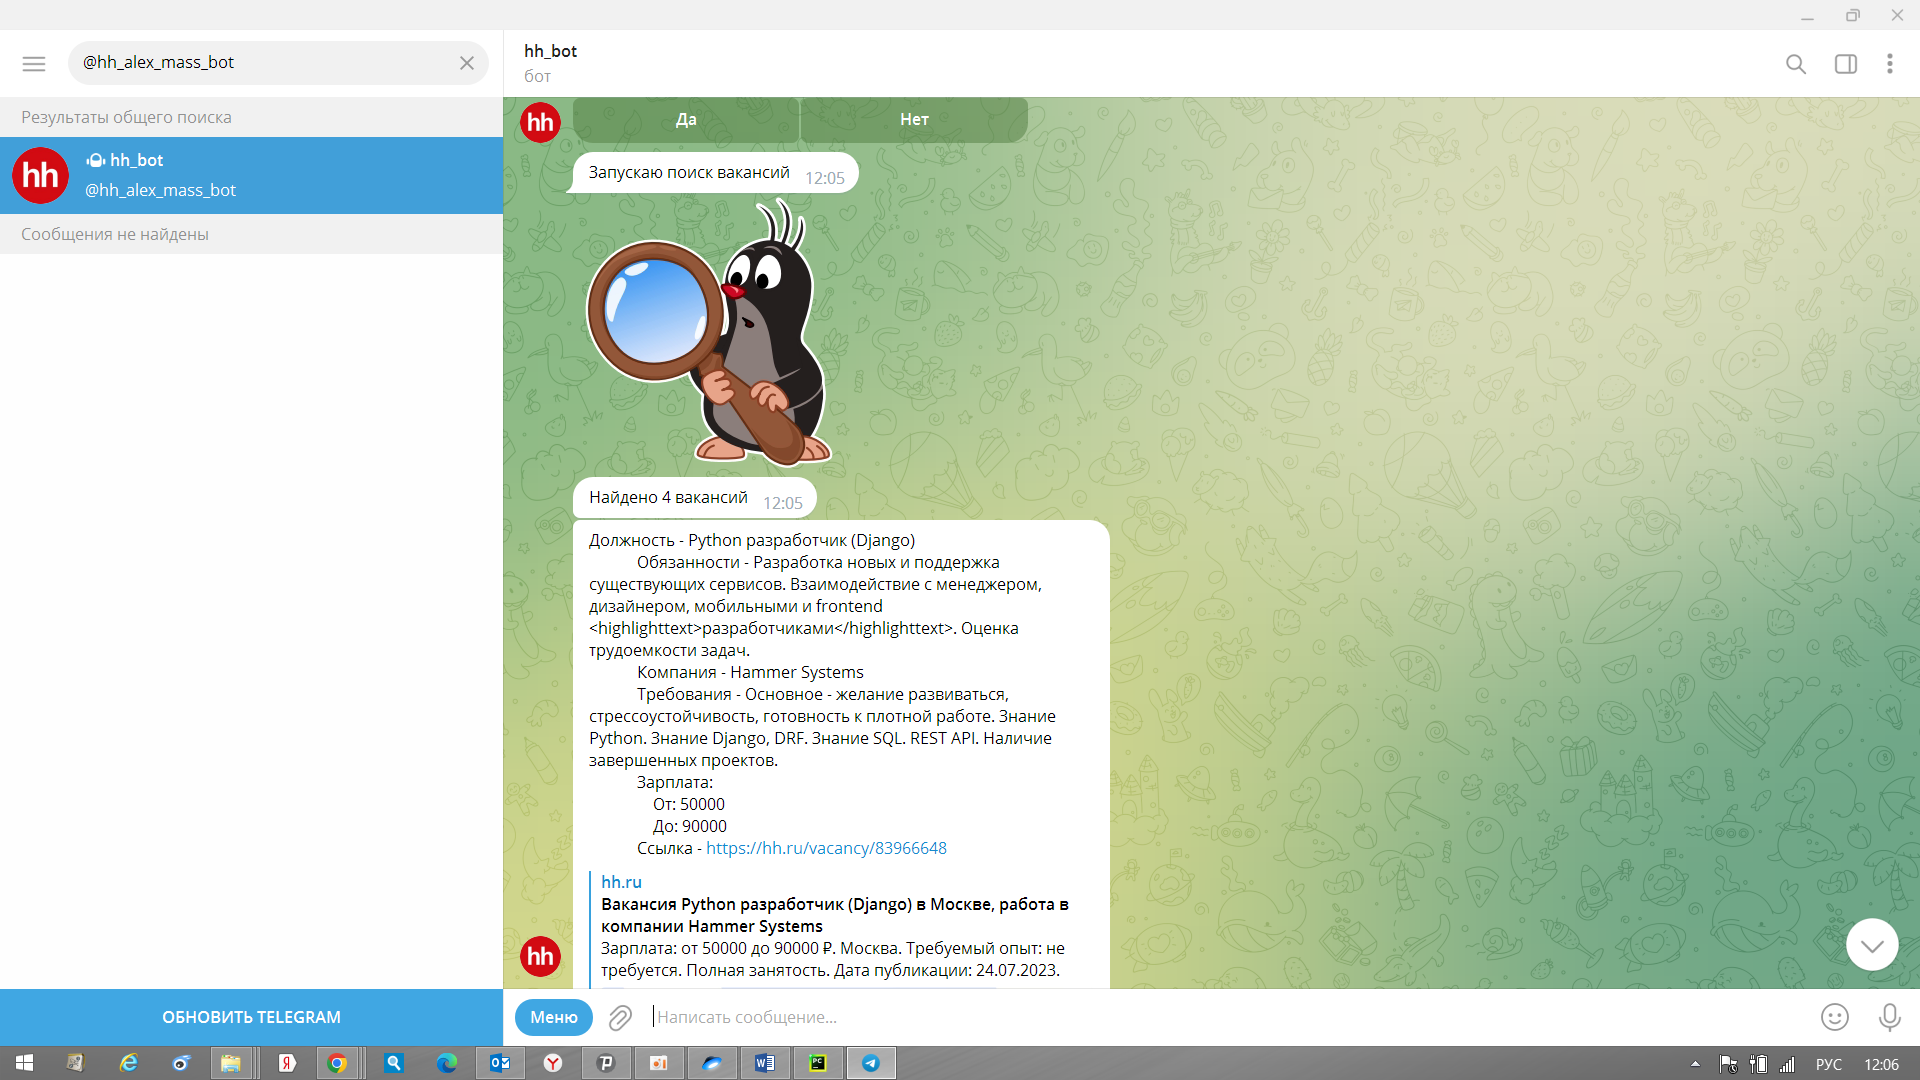 @hh_alex_mass_bot
Результаты общего поиска
hh
hh_bot
@hh_alex_mass_bot
Сообщения не найдены
ОБНОВИТЬ TELEGRAM
hh_bot
бот
hh
Да
Нет
Запускаю поиск вакансий 12:05
Найдено 4 вакансий 12:05
Должность - Python разработчик (Django)
Обязанности - Разработка новых и поддержка
существующих сервисов. Взаимодействие с менеджером,
дизайнером, мобильными и frontend
<highlighttext>разработчиками</highlighttext>. Оценка
трудоемкости задач.
Компания - Hammer Systems
Требования - Основное - желание развиваться,
стрессоустойчивость, готовность к плотной работе. Знание
Python. Знание Django, DRF. Знание SQL. REST API. Наличие
завершенных проектов.
Зарплата:
От: 50000
До: 90000
Ссылка - https://hh.ru/vacancy/83966648
hh.ru
Вакансия Python разработчик (Django) в Москве, работа в
компании Hammer Systems
Зарплата: от 50000 до 90000 ₽. Москва. Требуемый опыт: не
требуется. Полная занятость. Дата публикации: 24.07.2023.
hh
Меню
Написать сообщение...
РУС
12:06